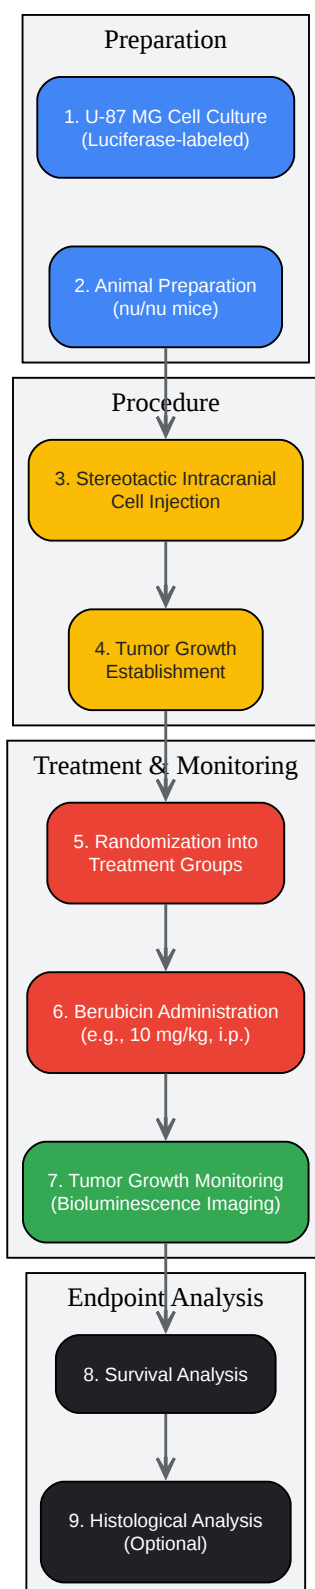 Preparation
1. U-87 MG Cell Culture
(Luciferase-labeled)
2. Animal Preparation
(nu/nu mice)
Procedure
3. Stereotactic Intracranial
Cell Injection
4. Tumor Growth
Establishment
Treatment & Monitoring
5. Randomization into
Treatment Groups
6. Berubicin Administration
(e.g., 10 mg/kg, i.p.)
7. Tumor Growth Monitoring
(Bioluminescence Imaging)
Endpoint Analysis
8. Survival Analysis
9. Histological Analysis
(Optional)